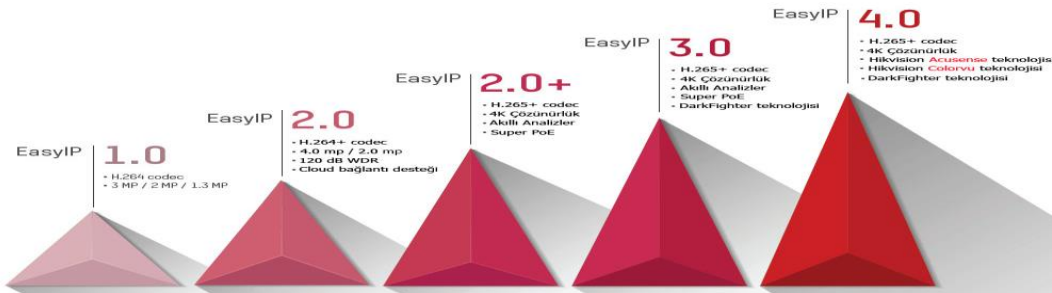 EasyIP 1.0
- H.264 codec
- 3 MP / 2 MP / 1.3 MP
EasyIP 2.0
- H.264+ codec
- 4.0 mp / 2.0 mp
- 120 dB WDR
- Cloud bağlantı desteği
EasyIP 2.0+
- H.265+ codec
- 4K Çözünürlük
- Akıllı Analizler
- Super PoE
EasyIP 3.0
- H.265+ codec
- 4K Çözünürlük
- Akıllı Analizler
- Super PoE
- DarkFighter teknolojisi
EasyIP 4.0
- H.265+ codec
- 4K Çözünürlük
- Hikvision Acusense teknolojisi
- Hikvision Colorvu teknolojisi
- DarkFighter teknolojisi